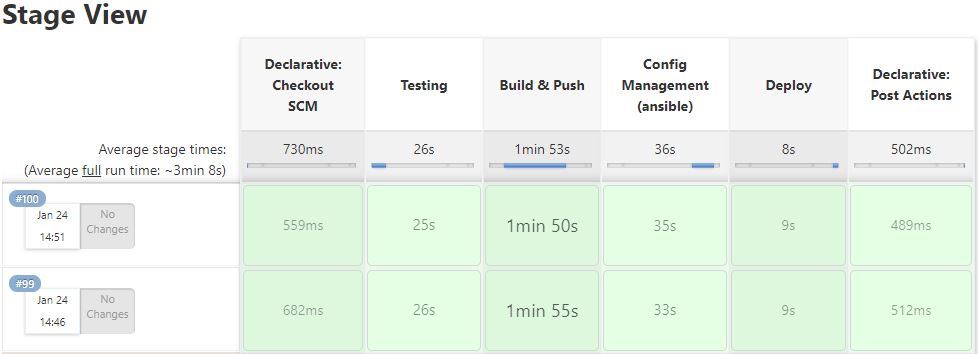 Stage View
Declarative:
Checkout
SCM
Testing
Build & Push
Config
Management
(ansible)
Deploy
Declarative:
Post Actions
Average stage times:
(Average full run time: ~3min 8s)
730ms
26s
1min 53s
36s
8s
502ms
#100
Jan 24
14:51
No
Changes
559ms
25s
1min 50s
35s
9s
489ms
#99
Jan 24
14:46
No
Changes
682ms
26s
1min 55s
33s
9s
512ms